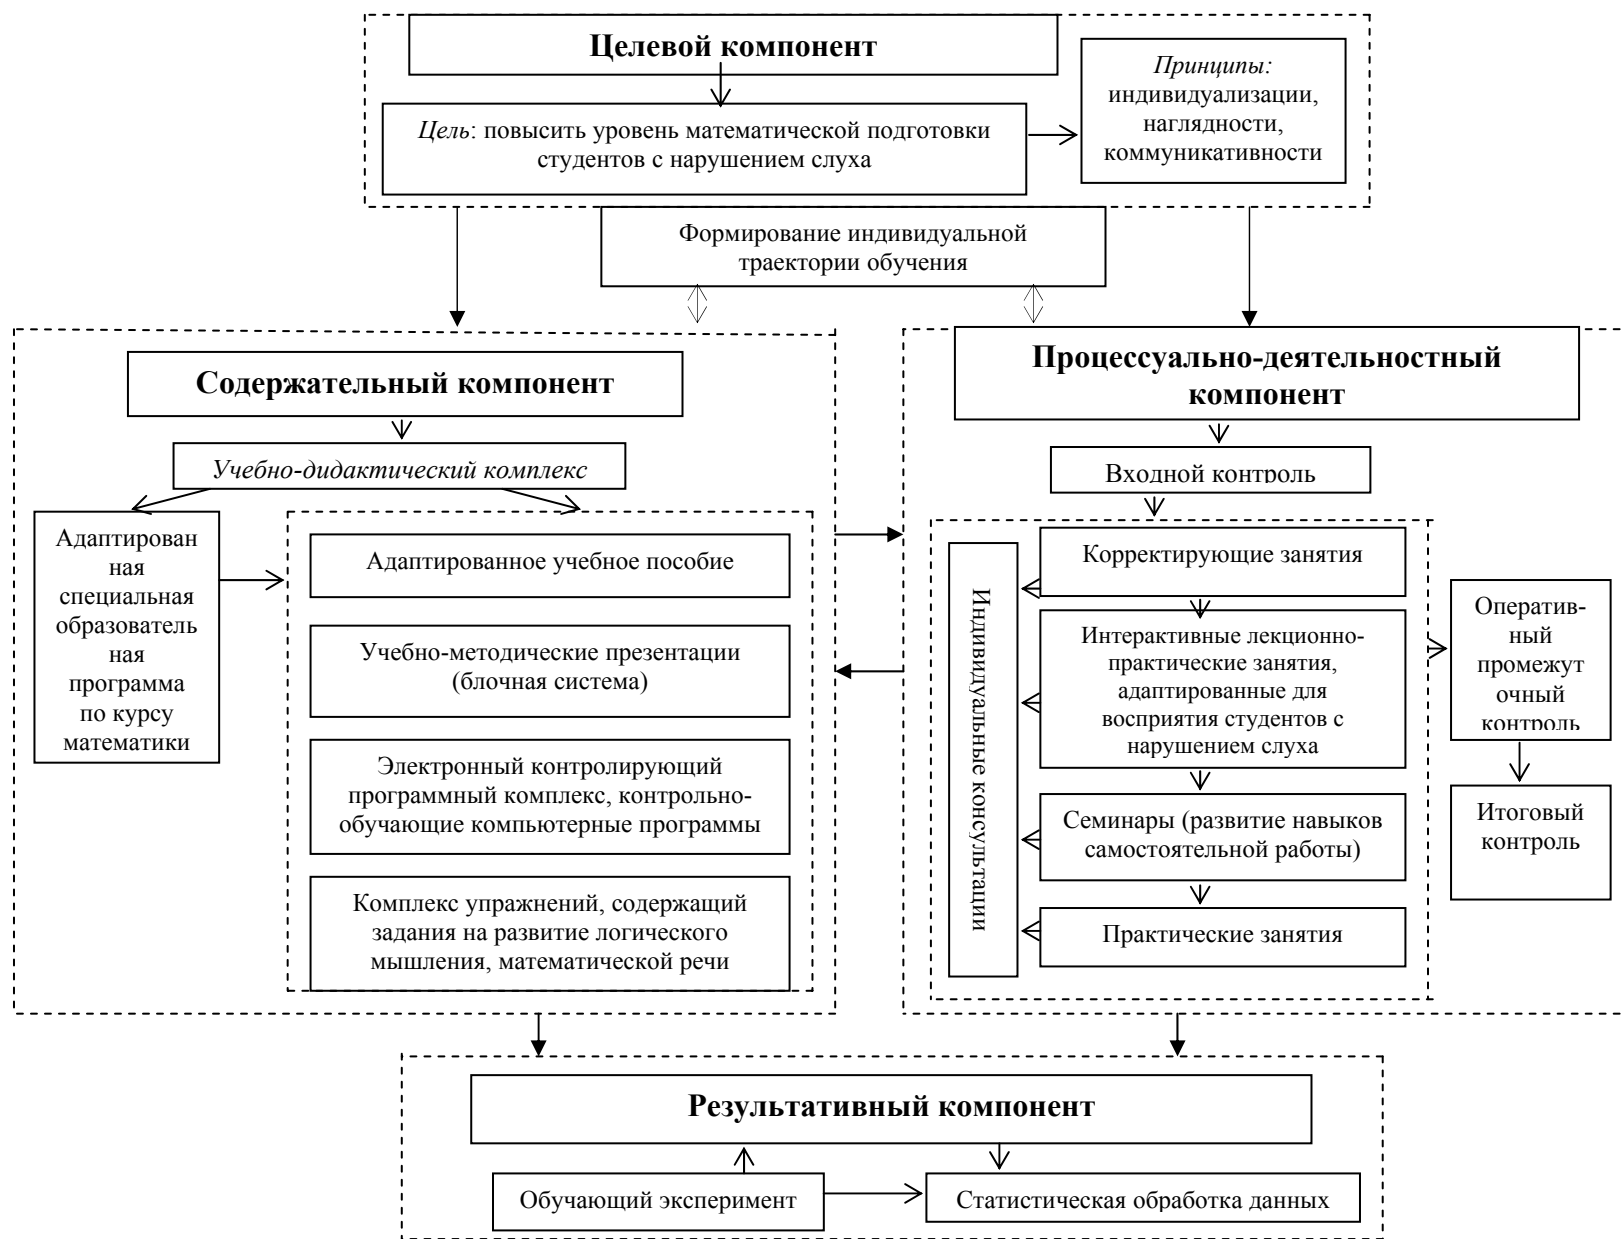 Целевой компонент
Принципы:
индивидуализации,
наглядности,
коммуникативности
Цель: повысить уровень математической подготовки
студентов с нарушением слуха
Формирование индивидуальной
траектории обучения
Содержательный компонент
Учебно-дидактический комплекс
Адаптирован
ная
специальная
образователь
ная
программа
по курсу
математики
Адаптированное учебное пособие
Учебно-методические презентации
(блочная система)
Электронный контролирующий
программный комплекс, контрольно-
обучающие компьютерные программы
Комплекс упражнений, содержащий
задания на развитие логического
мышления, математической речи
Процессуально-деятельностный
компонент
Входной контроль
Индивидуальные консультации
Корректирующие занятия
Интерактивные лекционно-
практические занятия,
адаптированные для
восприятия студентов с
нарушением слуха
Семинары (развитие навыков
самостоятельной работы)
Практические занятия
Оператив-
ный
промежут
очный
контроль
Итоговый
контроль
Результативный компонент
Обучающий эксперимент
Статистическая обработка данных